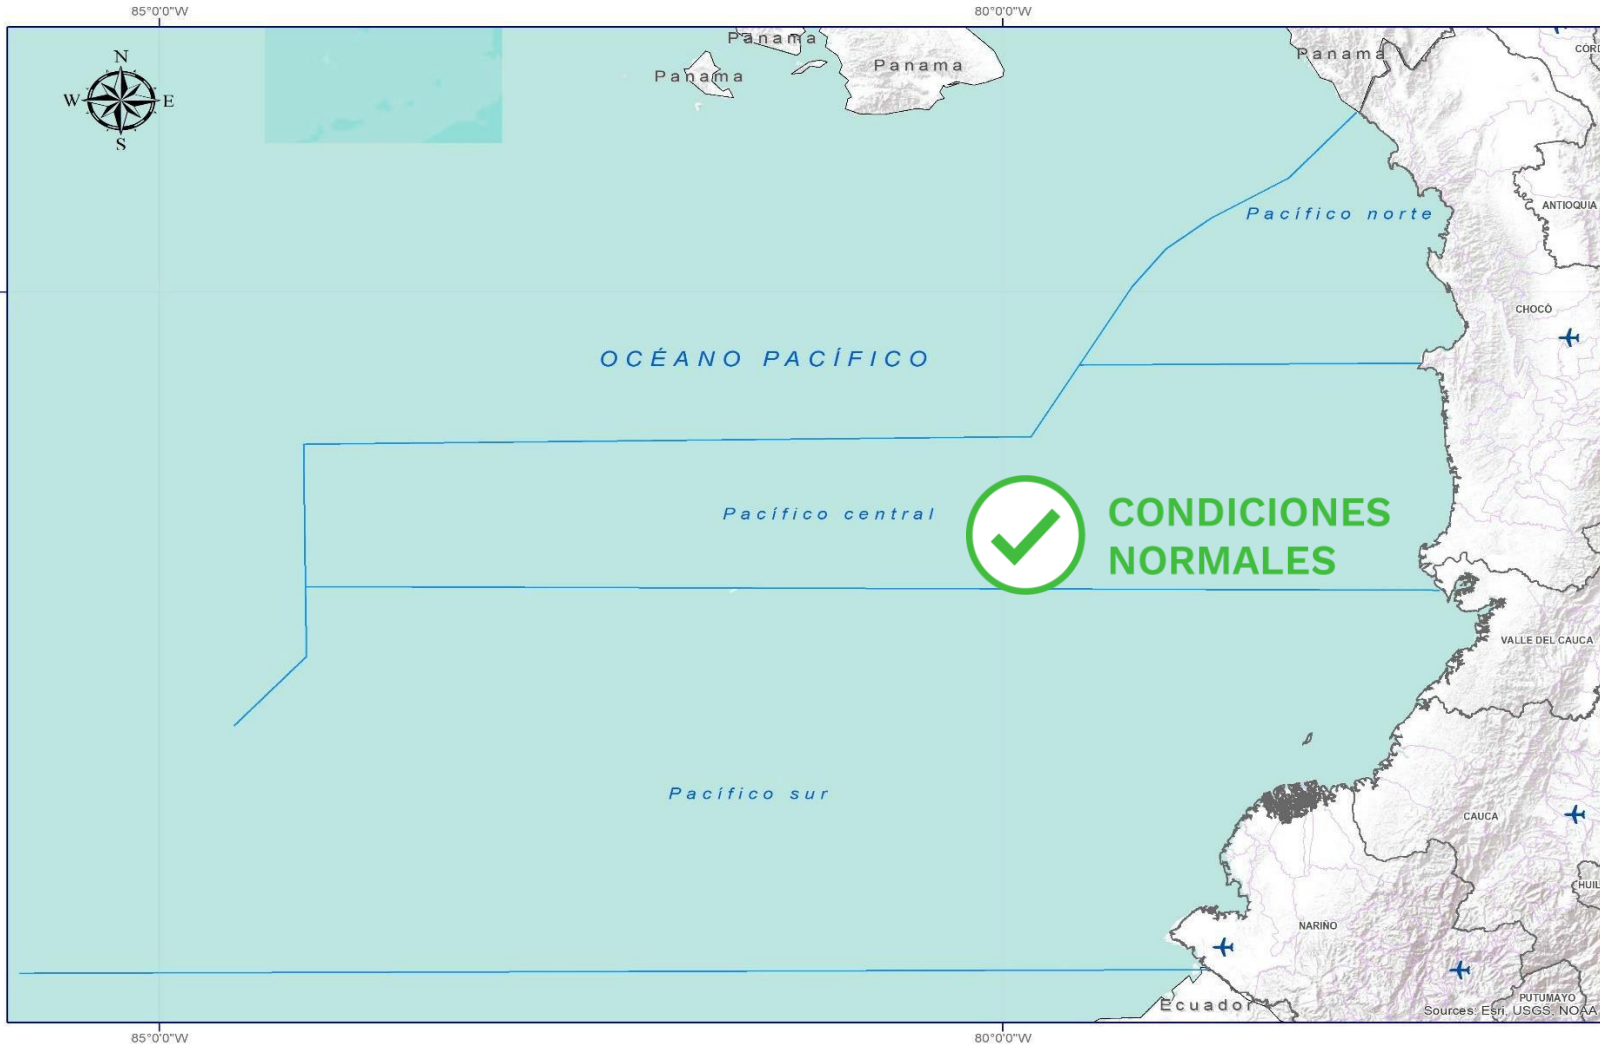 85°0'0"W
80°0'0"W
Panama
Panama
Panama
Panama
N
W
E
S
ANTIOQUIA
Pacífico norte
CHOCÓ
OCÉANO PACÍFICO
CONDICIONES
NORMALES
Pacífico central
VALLE DEL CAUCA
Pacífico sur
CAUCA
NARIÑO
PUTUMAYO
Ecuador
Sources: Esri, USGS, NOAA
85°0'0"W
80°0'0"W